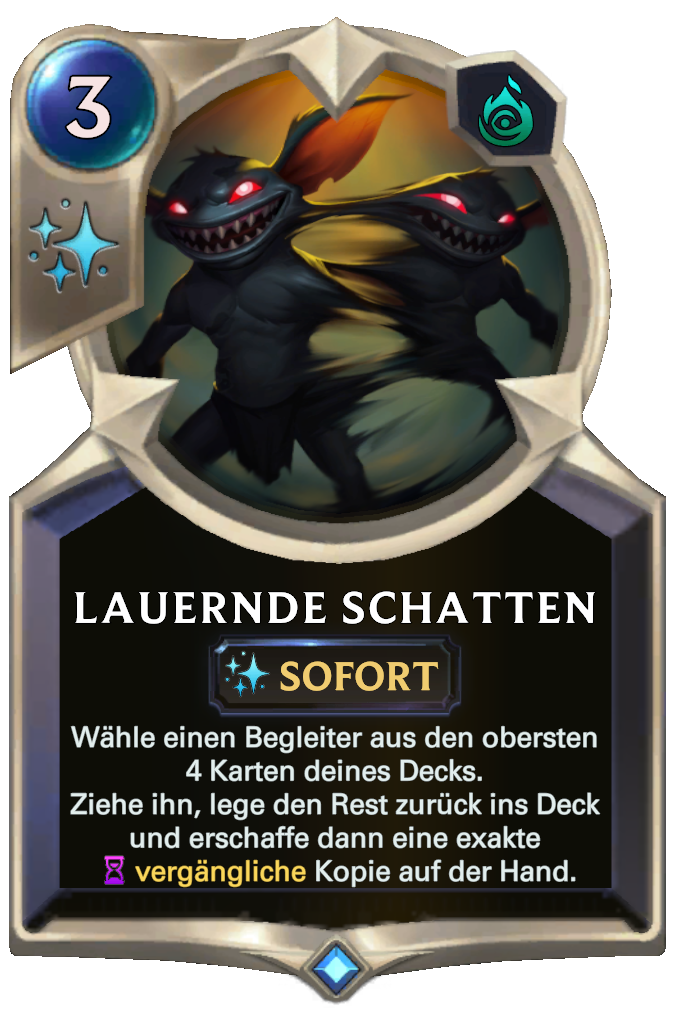 3
LAUERNDE SCHATTEN
SOFORT
Wähle einen Begleiter aus den obersten
4 Karten deines Decks.
Ziehe ihn, lege den Rest zurück ins Deck
und erschaffe dann eine exakte
vergängliche Kopie auf der Hand.